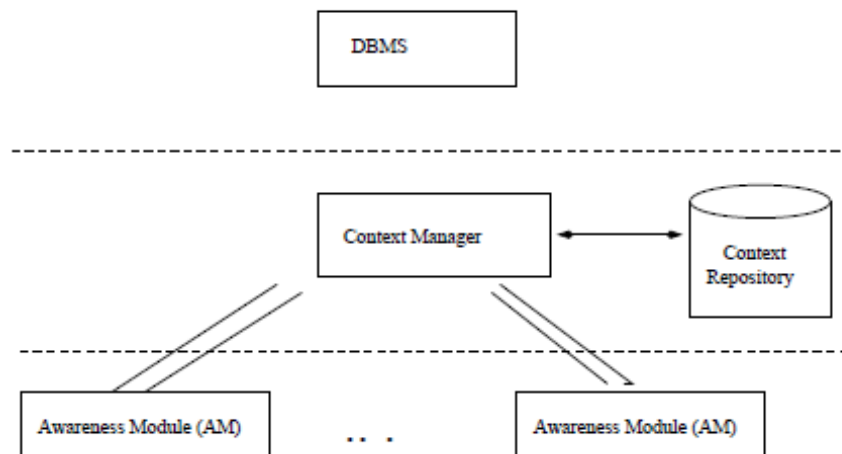 DBMS
Context Manager
Context
Repository
Awareness Module (AM)
. . .
Awareness Module (AM)